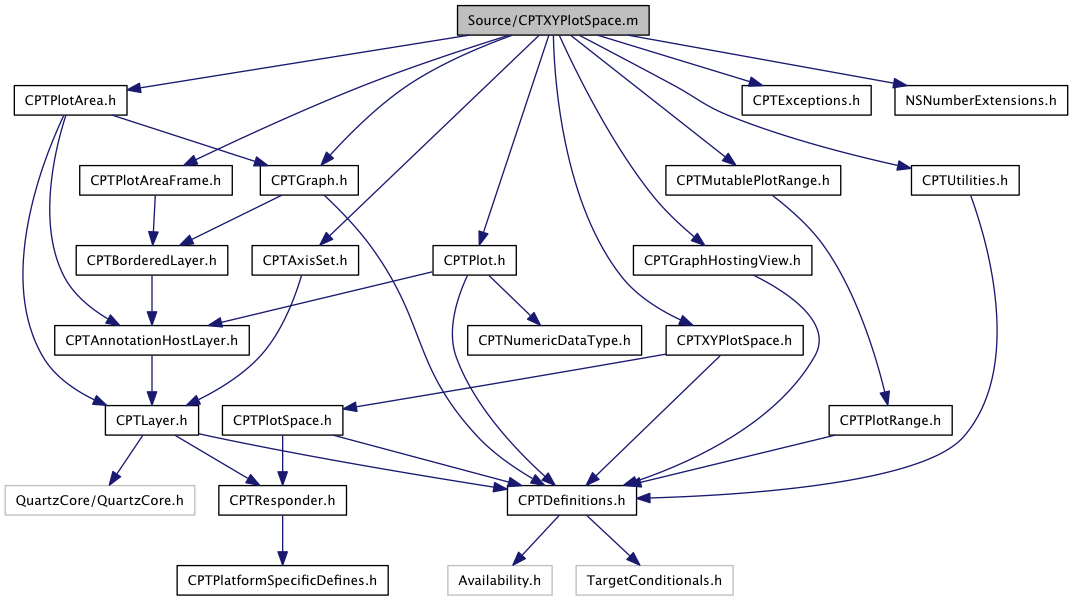 Source/CPTXYPlotSpace.m
CPTPlotArea.h
CPTExceptions.h
NSNumberExtensions.h
CPTPlotAreaFrame.h
CPTGraph.h
CPTMutablePlotRange.h
CPTUtilities.h
CPTBorderedLayer.h
CPTAxisSet.h
CPTPlot.h
CPTGraphHostingView.h
CPTAnnotationHostLayer.h
CPTNumericDataType.h
CPTXYPlotSpace.h
CPTLayer.h
CPTPlotSpace.h
CPTPlotRange.h
QuartzCore/QuartzCore.h
CPTResponder.h
CPTDefinitions.h
CPTPlatformSpecificDefines.h
Availability.h
TargetConditionals.h